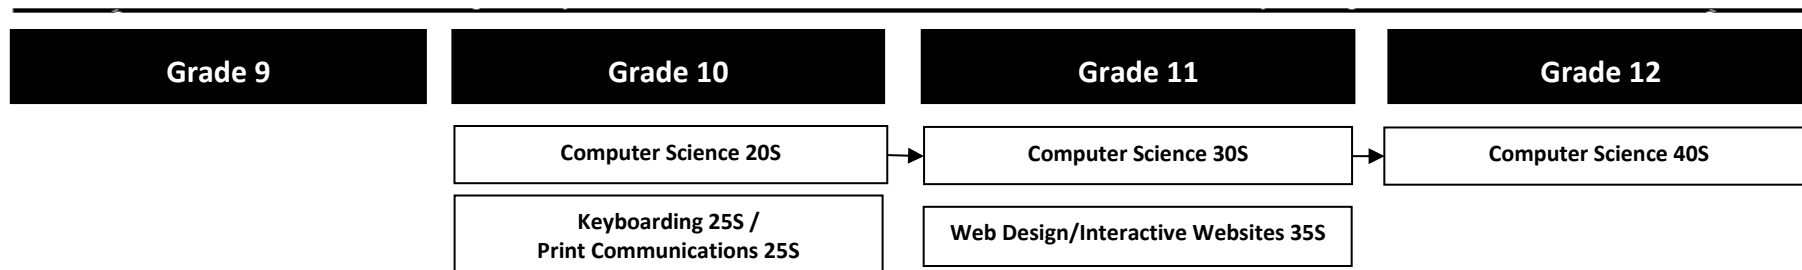 Grade 9
Grade 10
Grade 11
Grade 12
Computer Science 20S
Computer Science 30S
Computer Science 40S
Keyboarding 25S /
Print Communications 25S
Web Design/Interactive Websites 35S